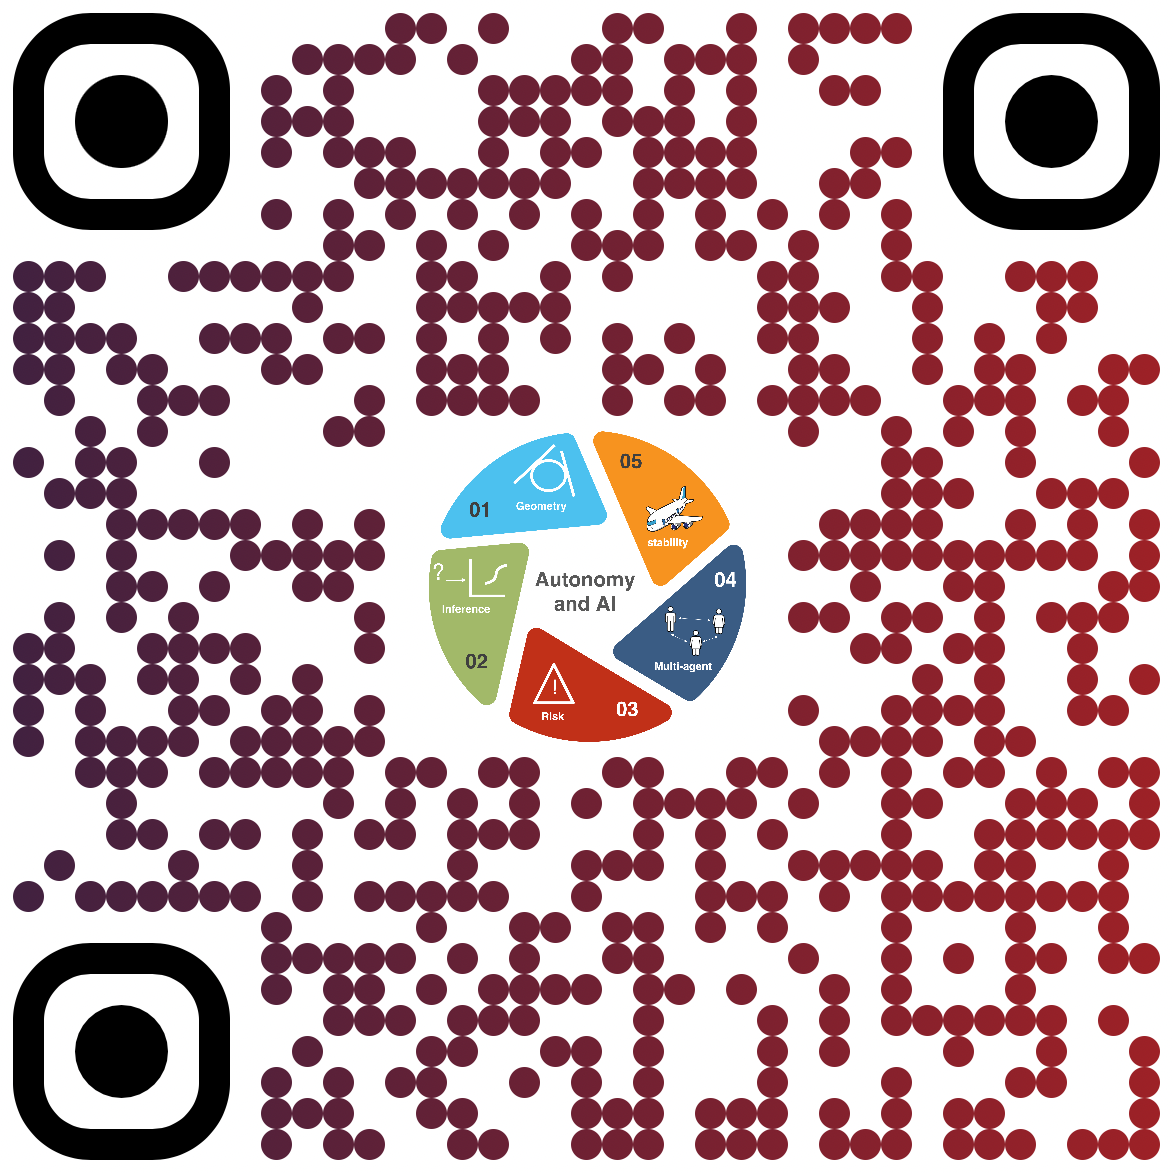 01
Geometry
05
stability
?
Inference
02
Autonomy
and AI
04
Multi-agent
!
Risk
03